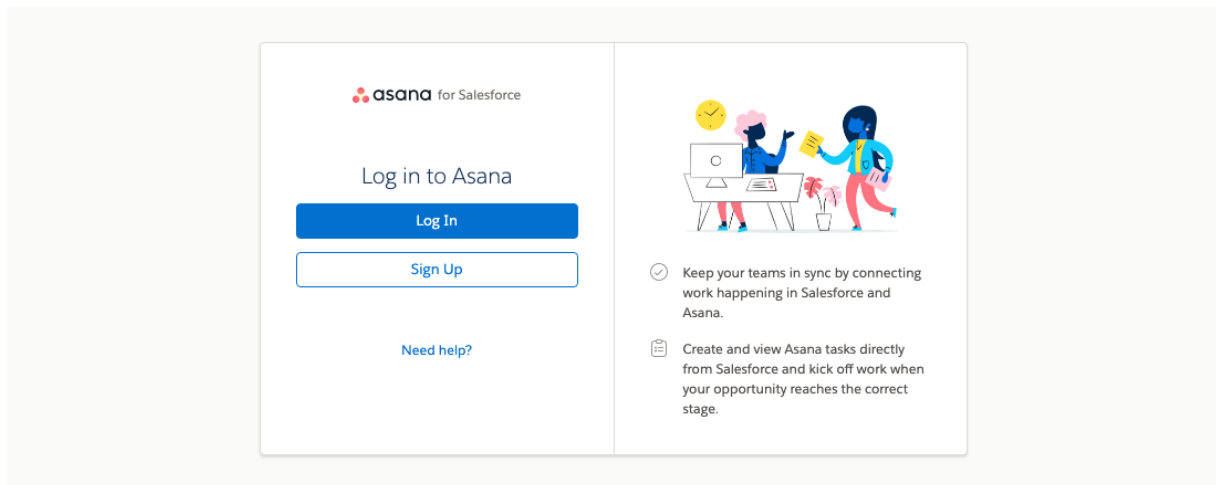 asana for Salesforce
Log in to Asana
Log In
Sign Up
Need help?
Keep your teams in sync by connecting
work happening in Salesforce and
Asana.
Create and view Asana tasks directly
from Salesforce and kick off work when
your opportunity reaches the correct
stage.